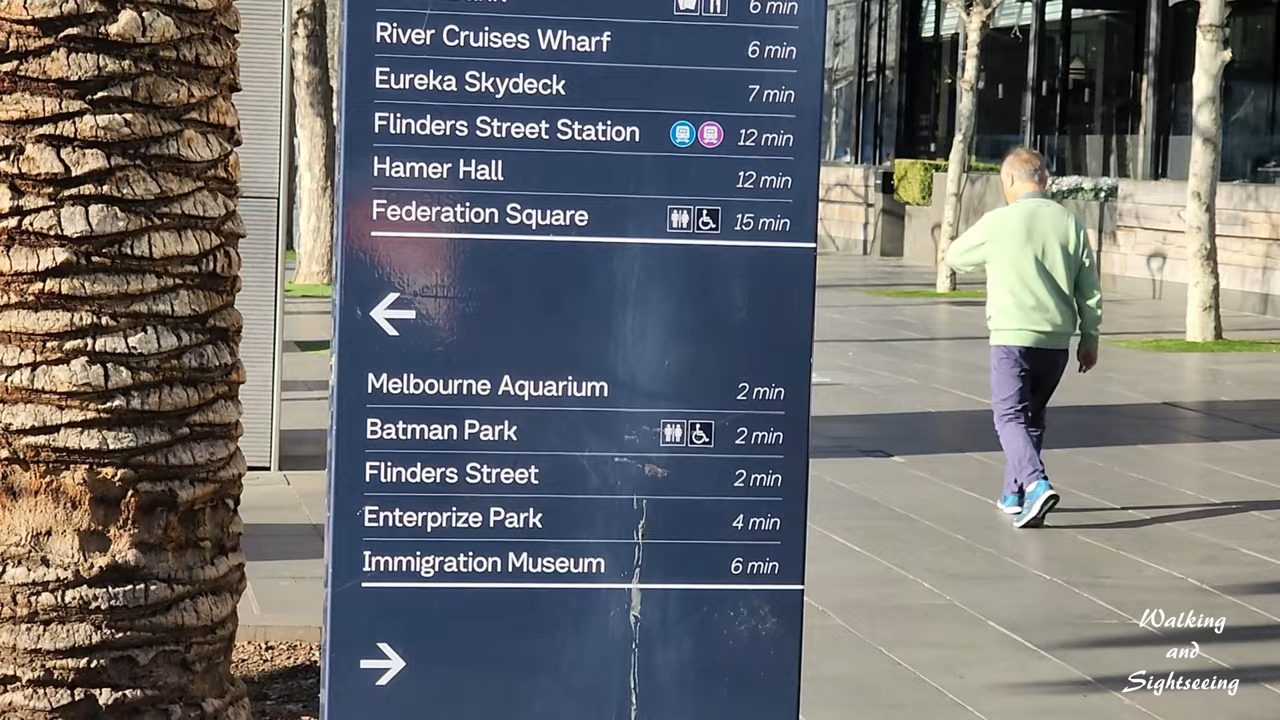 6 min
River Cruises Wharf 6 min
Eureka Skydeck 7 min
Flinders Street Station 12 min
Hamer Hall 12 min
Federation Square 15 min
Melbourne Aquarium 2 min
Batman Park 2 min
Flinders Street 2 min
Enterprize Park 4 min
Immigration Museum 6 min
Walking
and
Sightseeing